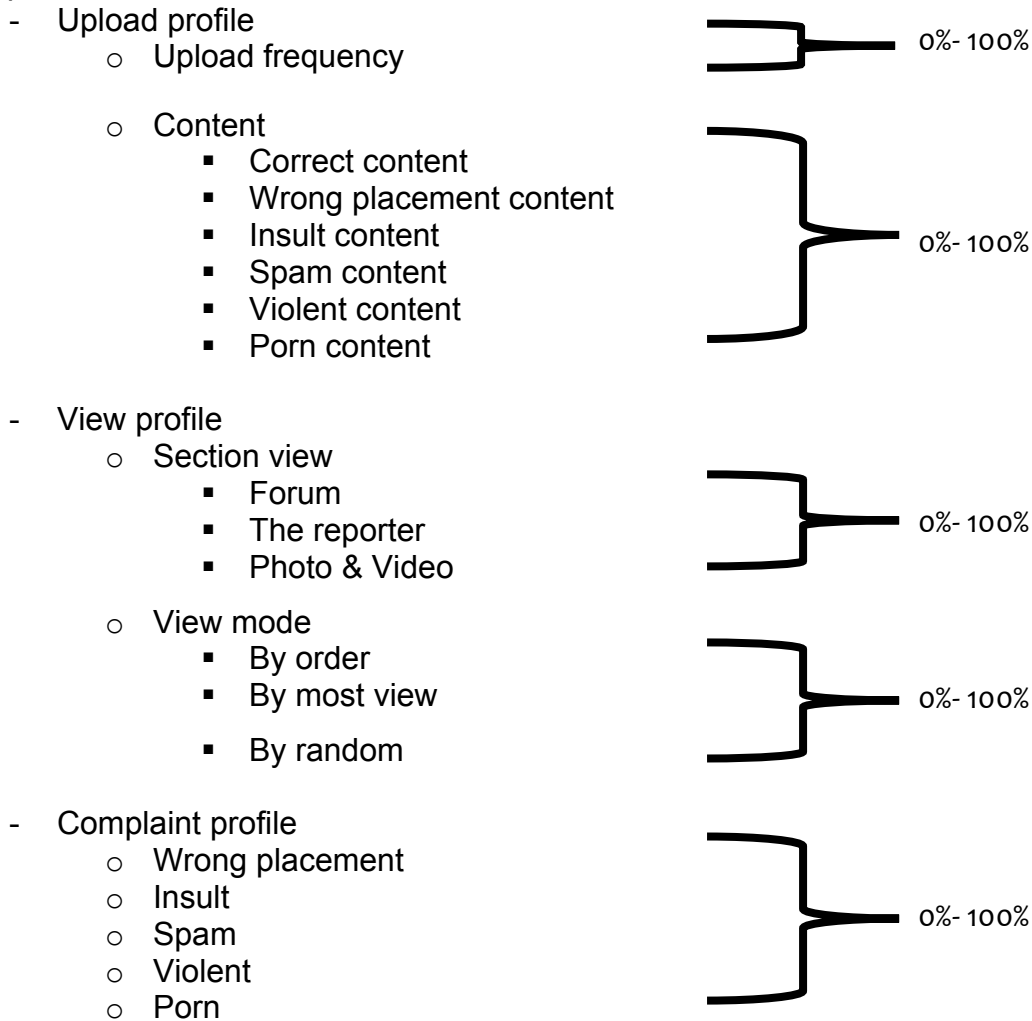 - Upload profile
o Upload frequency
0%-100%
o Content
▪ Correct content
▪ Wrong placement content
▪ Insult content
▪ Spam content
▪ Violent content
▪ Porn content
0%-100%
- View profile
o Section view
▪ Forum
▪ The reporter
▪ Photo & Video
0%-100%
o View mode
▪ By order
▪ By most view
▪ By random
0%-100%
- Complaint profile
o Wrong placement
o Insult
o Spam
o Violent
o Porn
0%-100%